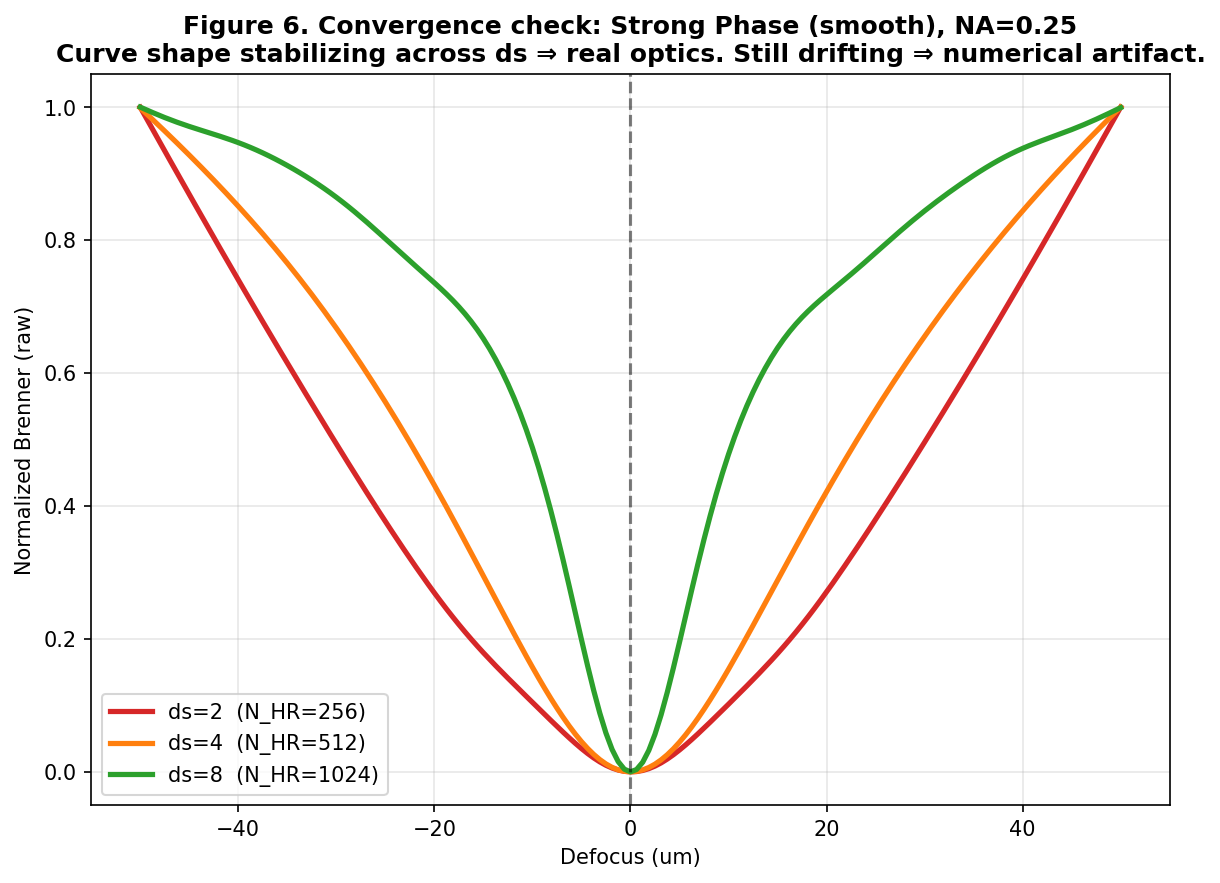 Figure 6. Convergence check: Strong Phase (smooth), NA=0.25
Curve shape stabilizing across ds ⇒ real optics. Still drifting ⇒ numerical artifact.
1.0
0.8
0.6
0.4
0.2
0.0
Normalized Brenner (raw)
ds=2 (N_HR=256)
ds=4 (N_HR=512)
ds=8 (N_HR=1024)
−40 −20 0 20 40
Defocus (um)